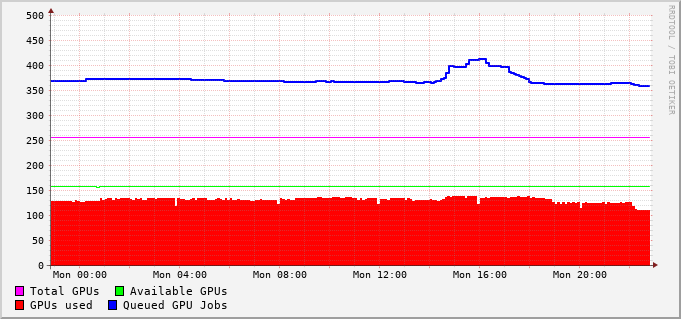 500
450
400
350
300
250
200
150
100
50
0
Mon 00:00 Mon 04:00 Mon 08:00 Mon 12:00 Mon 16:00 Mon 20:00
Total GPUs Available GPUs
GPUs used Queued GPU Jobs
RRDTOOL / TOBI OETIKER